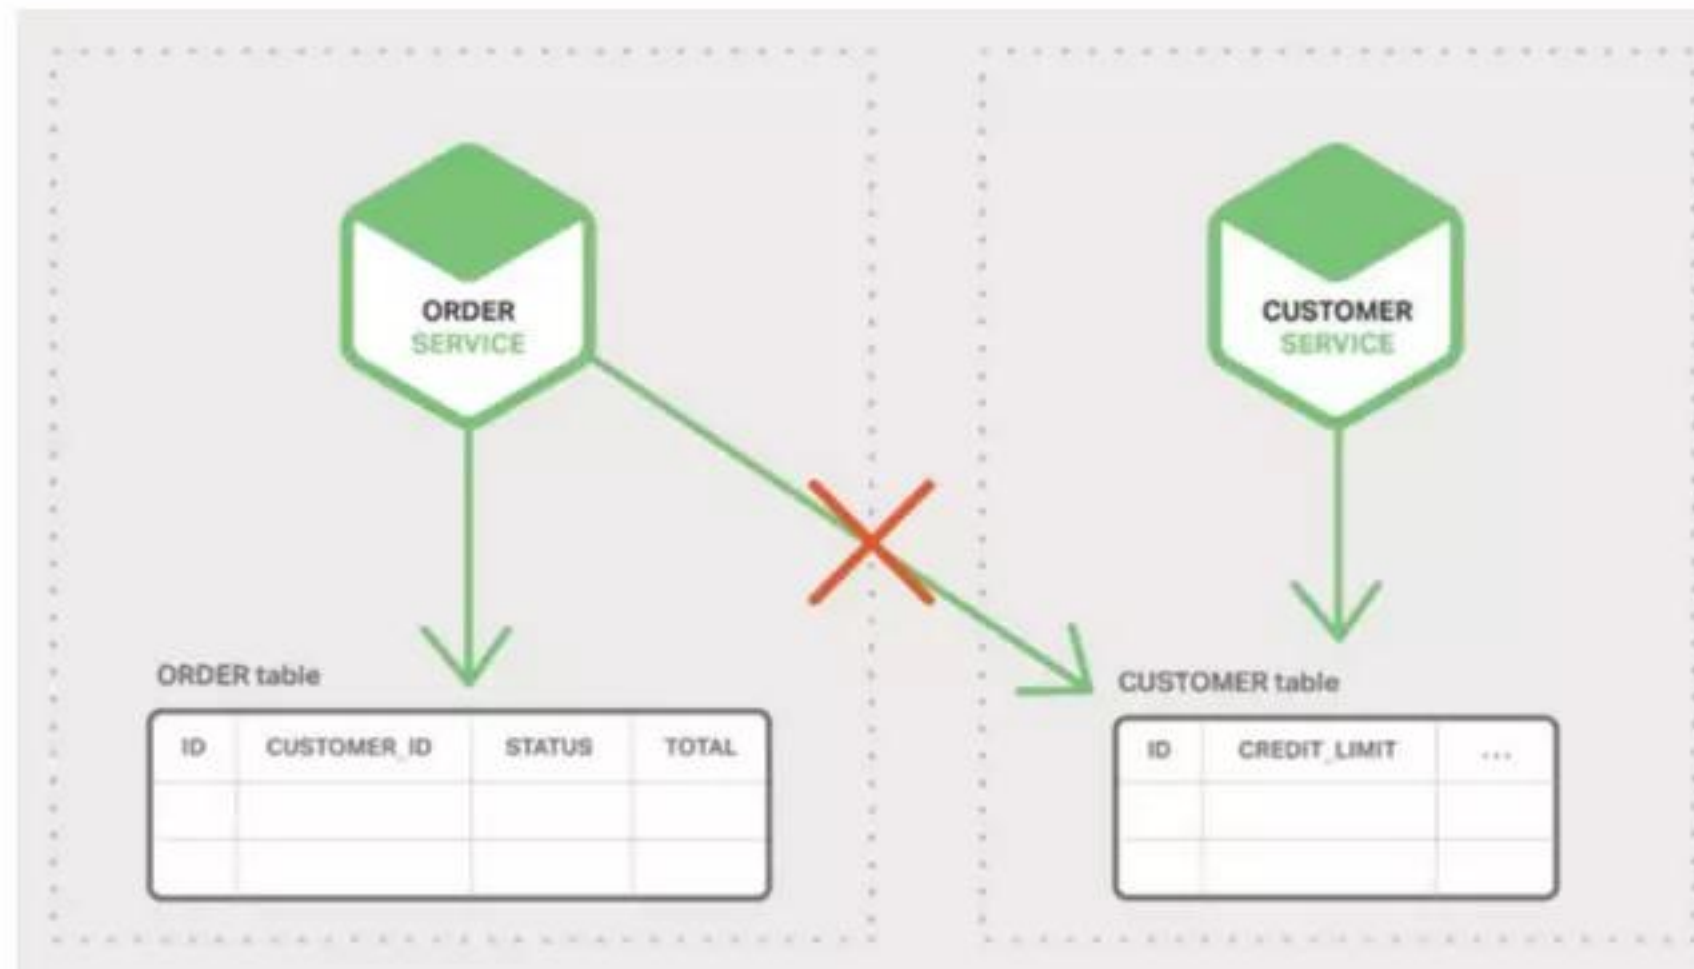 ORDER
SERVICE
CUSTOMER
SERVICE
ORDER table
ID CUSTOMER_ID STATUS TOTAL
CUSTOMER table
ID CREDIT_LIMIT ...